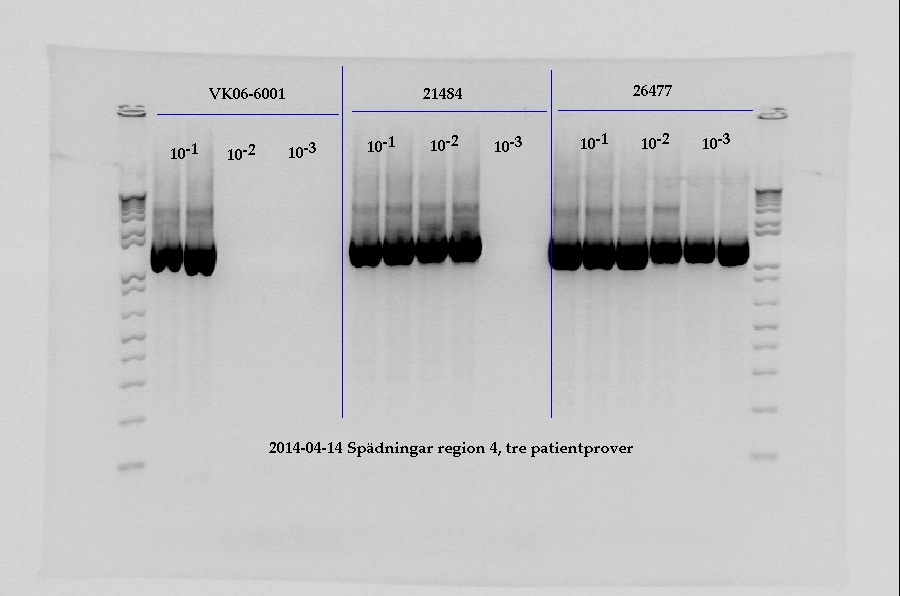 VK06-6001 21484 26477
10-1 10-2 10-3 10-1 10-2 10-3 10-1 10-2 10-3
2014-04-14 Spädningar region 4, tre patientprover